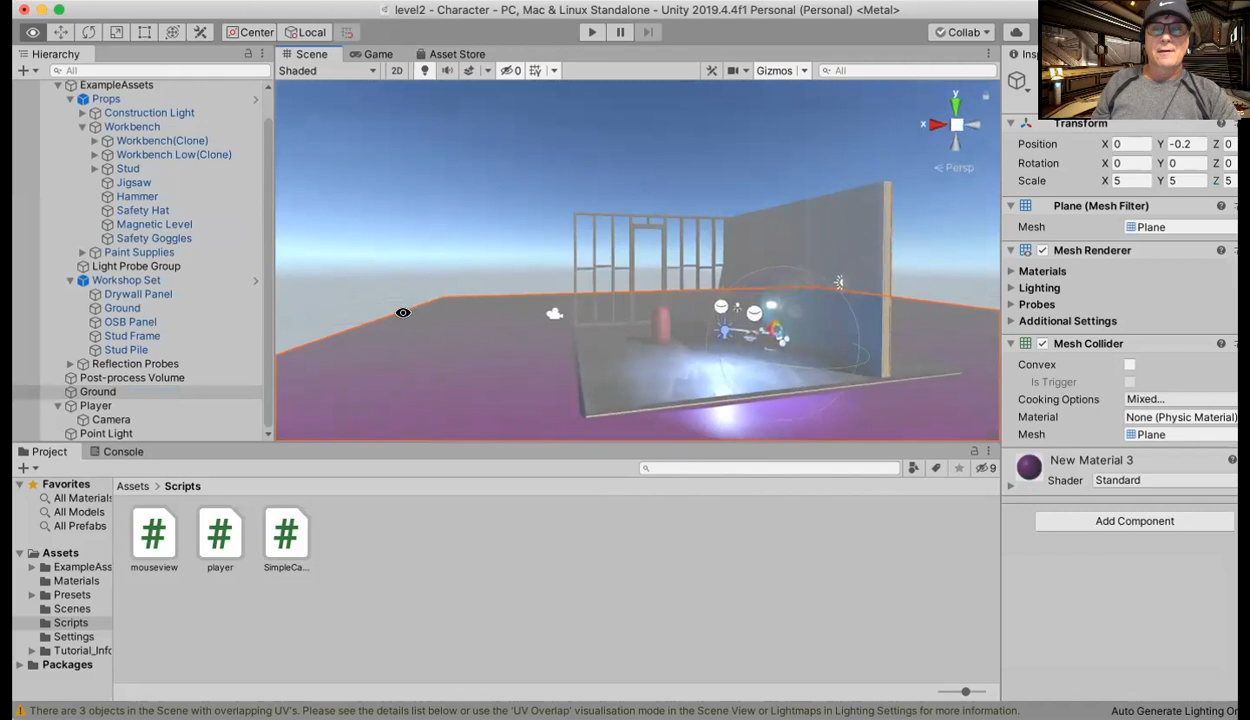 level2 - Character - PC, Mac & Linux Standalone - Unity 2019.4.4f1 Personal (Personal) <Metal>
Center Local Collab
Hierarchy Scene Game Asset Store
All Shaded 2D 0 Gizmos All
ExampleAssets
Props
Construction Light
Workbench
Workbench(Clone)
Workbench Low(Clone)
Stud
Jigsaw
Hammer
Safety Hat
Magnetic Level
Safety Goggles
Paint Supplies
Light Probe Group
Workshop Set
Drywall Panel
Ground
OSB Panel
Stud Frame
Stud Pile
Reflection Probes
Post-process Volume
Ground
Player
Camera
Point Light
y
x
Persp
Transform
Position X 0 Y -0.2 Z 0
Rotation X 0 Y 0 Z 0
Scale X 5 Y 5 Z 5
Plane (Mesh Filter)
Mesh Plane
Mesh Renderer
Materials
Lighting
Probes
Additional Settings
Mesh Collider
Convex
Is Trigger
Cooking Options Mixed...
Material None (Physic Material)
Mesh Plane
New Material 3
Shader Standard
Add Component
Project Console
9
Favorites
All Materials
All Models
All Prefabs
Assets
ExampleAss
Materials
Presets
Scenes
Scripts
Settings
Tutorial_Info
Packages
Assets > Scripts
mouseview player SimpleCa...
There are 3 objects in the Scene with overlapping UV's. Please see the details list below or use the 'UV Overlap' visualisation mode in the Scene View or Lightmaps in Lighting Settings for more information.
Auto Generate Lighting On